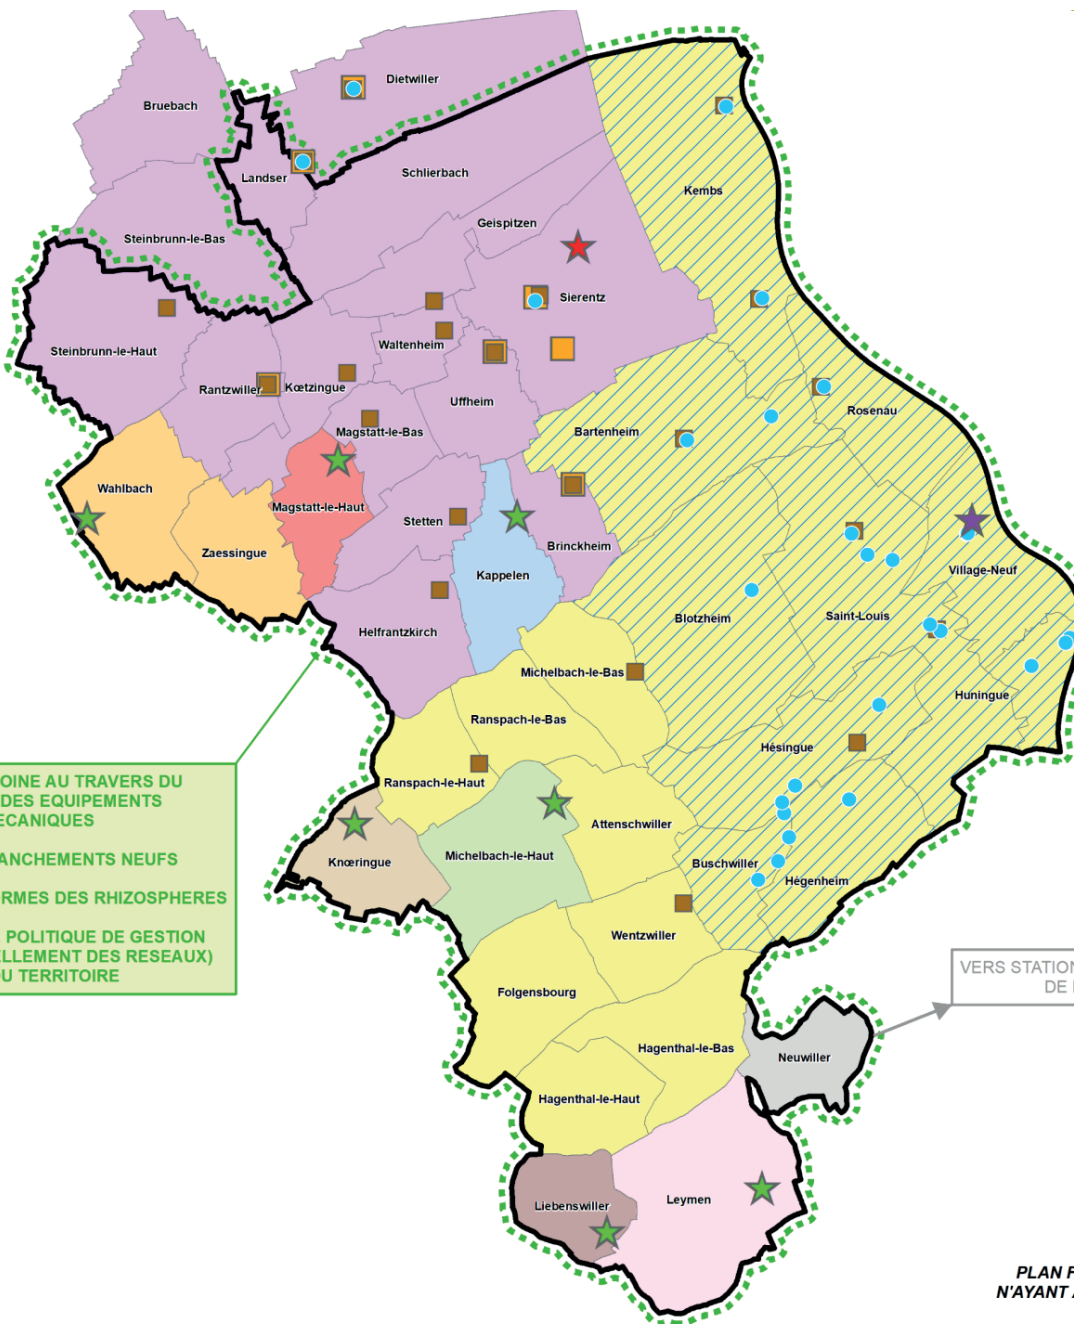 Dietwiller
Bruebach
Landser
Schlierbach
Kembs
Geispitzen
Steinbrunn-le-Bas
Sierentz
Steinbrunn-le-Haut
Waltenheim
Rantzwiller
Kœtzingue
Uffheim
Rosenau
Magstatt-le-Bas
Bartenheim
Wahlbach
Magstatt-le-Haut
Stetten
Zaessingue
Brinckheim
Village-Neuf
Kappelen
Saint-Louis
Blotzheim
Helfrantzkirch
Michelbach-le-Bas
Huningue
Ranspach-le-Bas
Hésingue
Ranspach-le-Haut
OINE AU TRAVERS DU
DES EQUIPEMENTS
ECANIQUES
ANCHEMENTS NEUFS
RMES DES RHIZOSPHERES
POLITIQUE DE GESTION
ELLEMENT DES RESEAUX)
DU TERRITOIRE
Attenschwiller
Knœringue
Michelbach-le-Haut
Buschwiller
Hégenheim
Wentzwiller
VERS STATION
DE
Folgensbourg
Hagenthal-le-Bas
Neuwiller
Hagenthal-le-Haut
Leymen
Liebenswiller
PLAN F
N'AYANT A